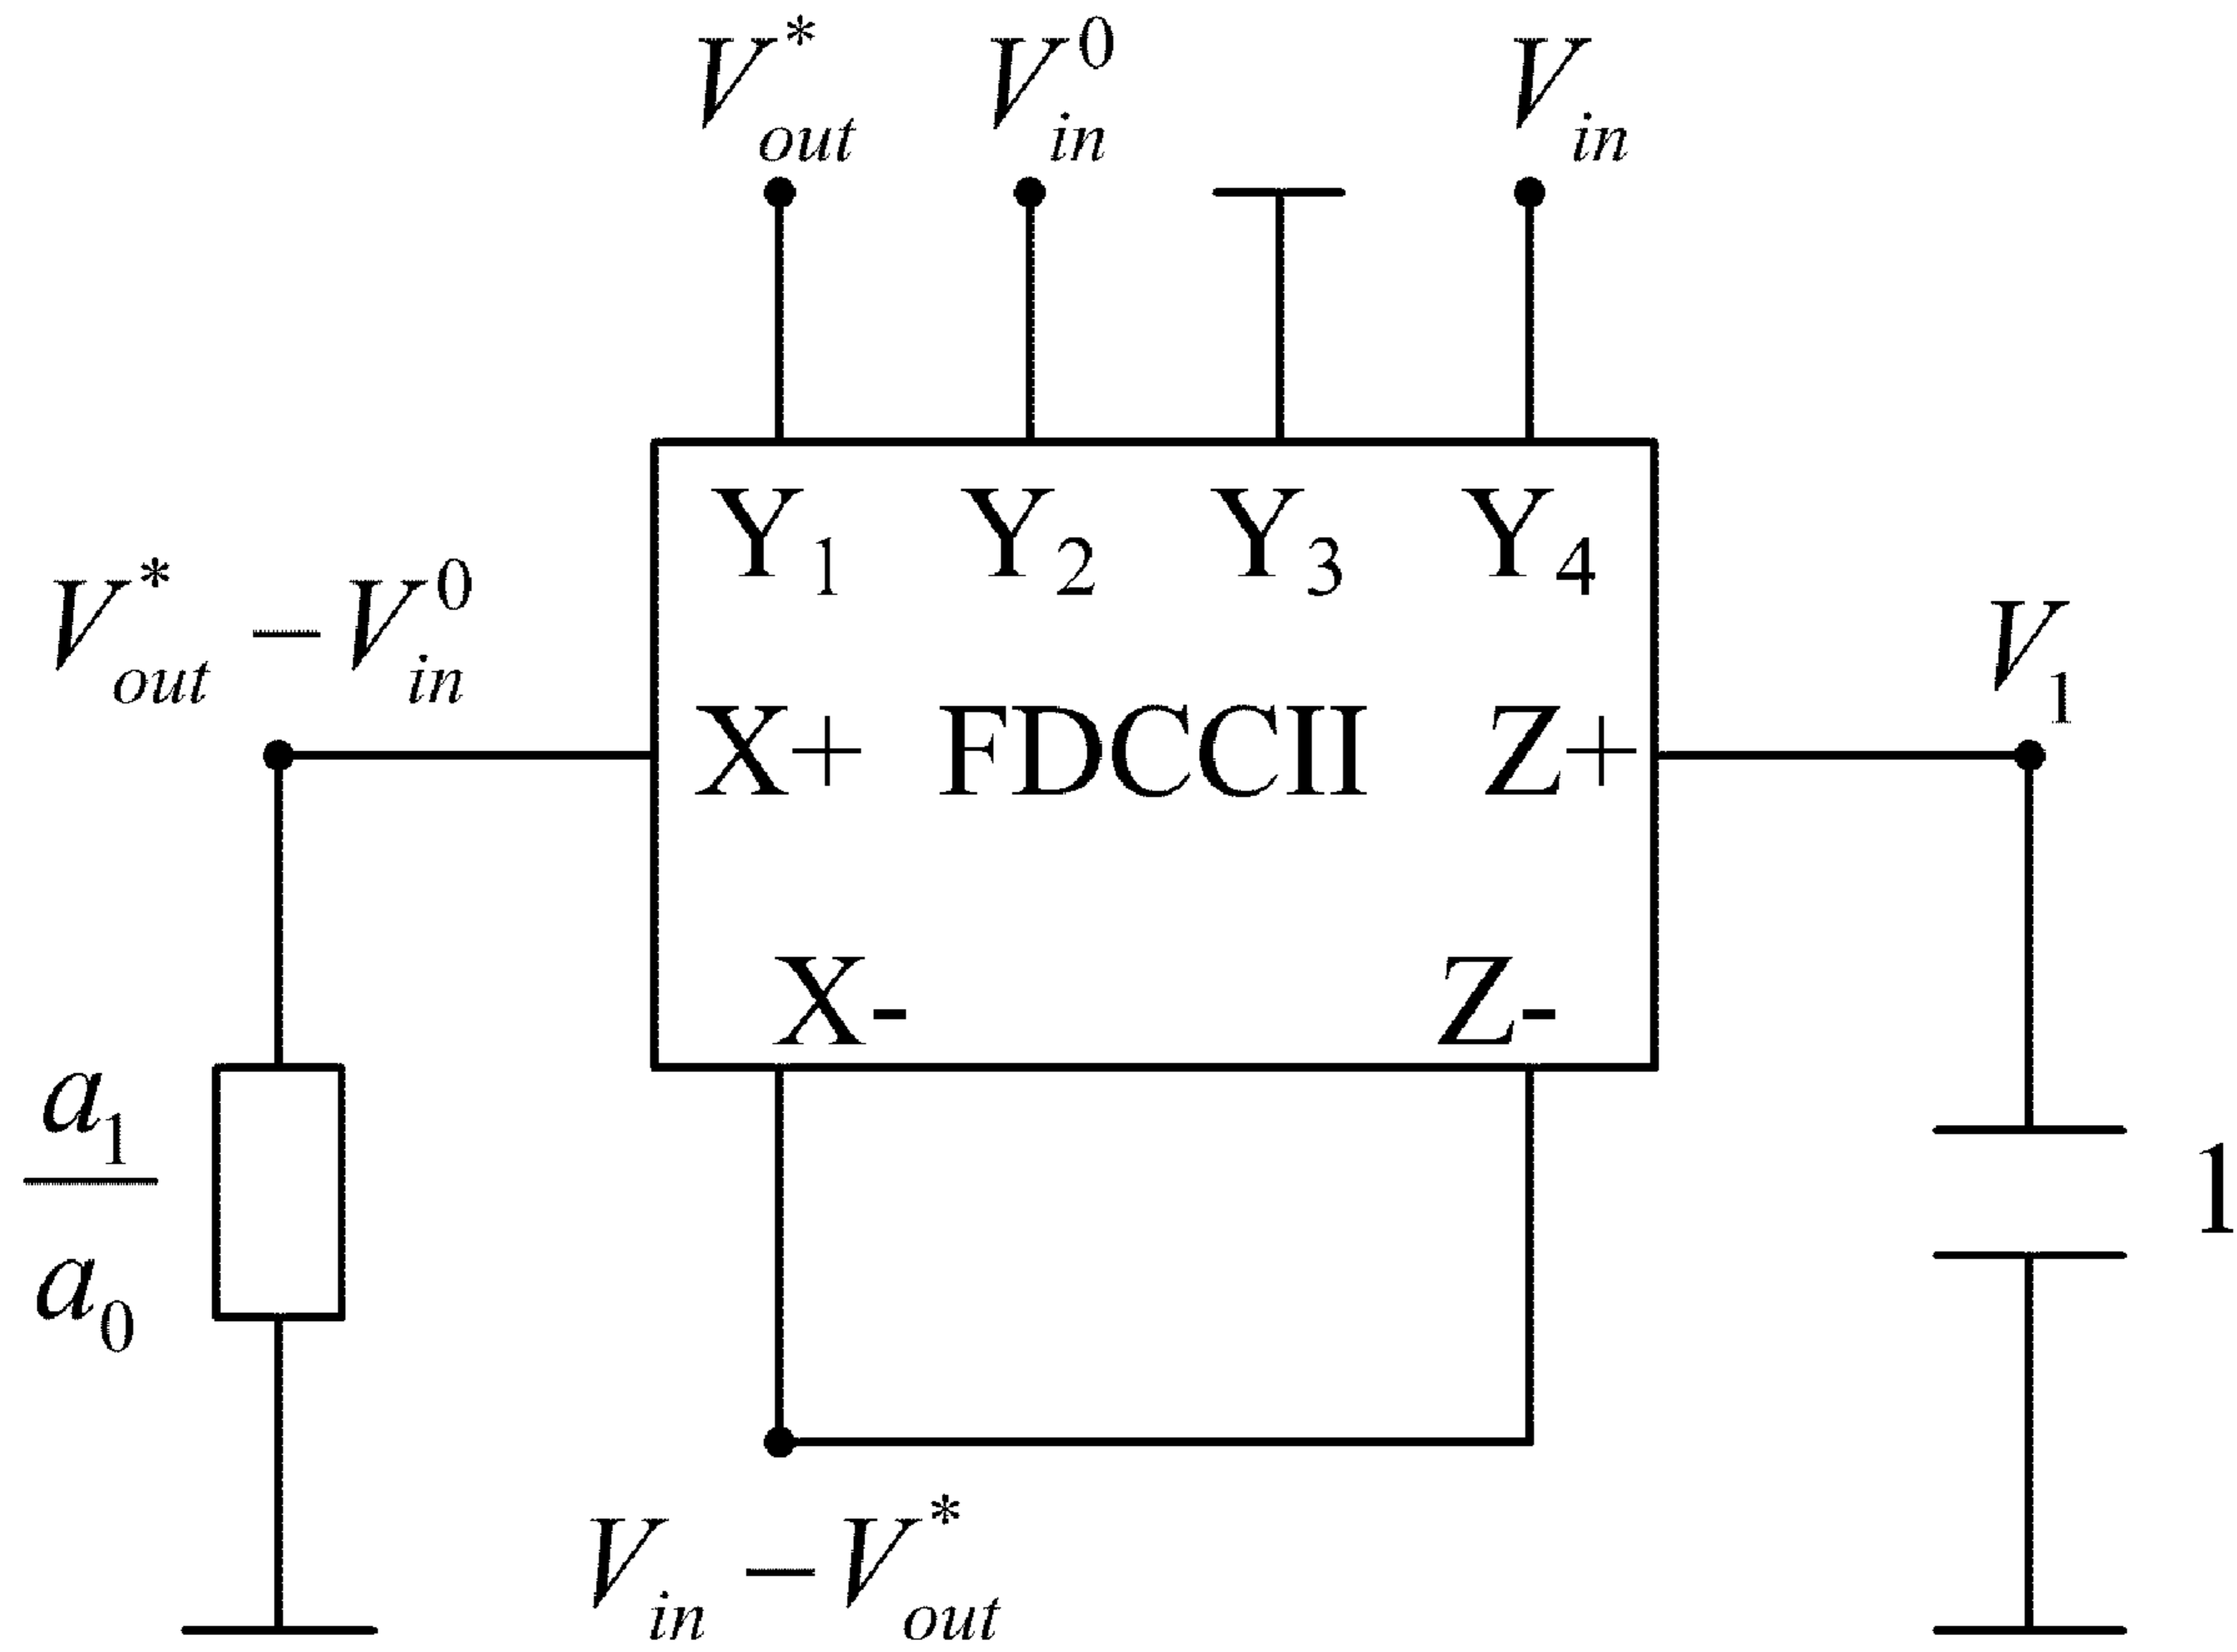 V*out V⁰in Vin
Y₁ Y₂ Y₃ Y₄
V*out − V⁰in
V₁
X+ FDCCII Z+
X- Z-
a₁
a₀
1
Vin − V*out